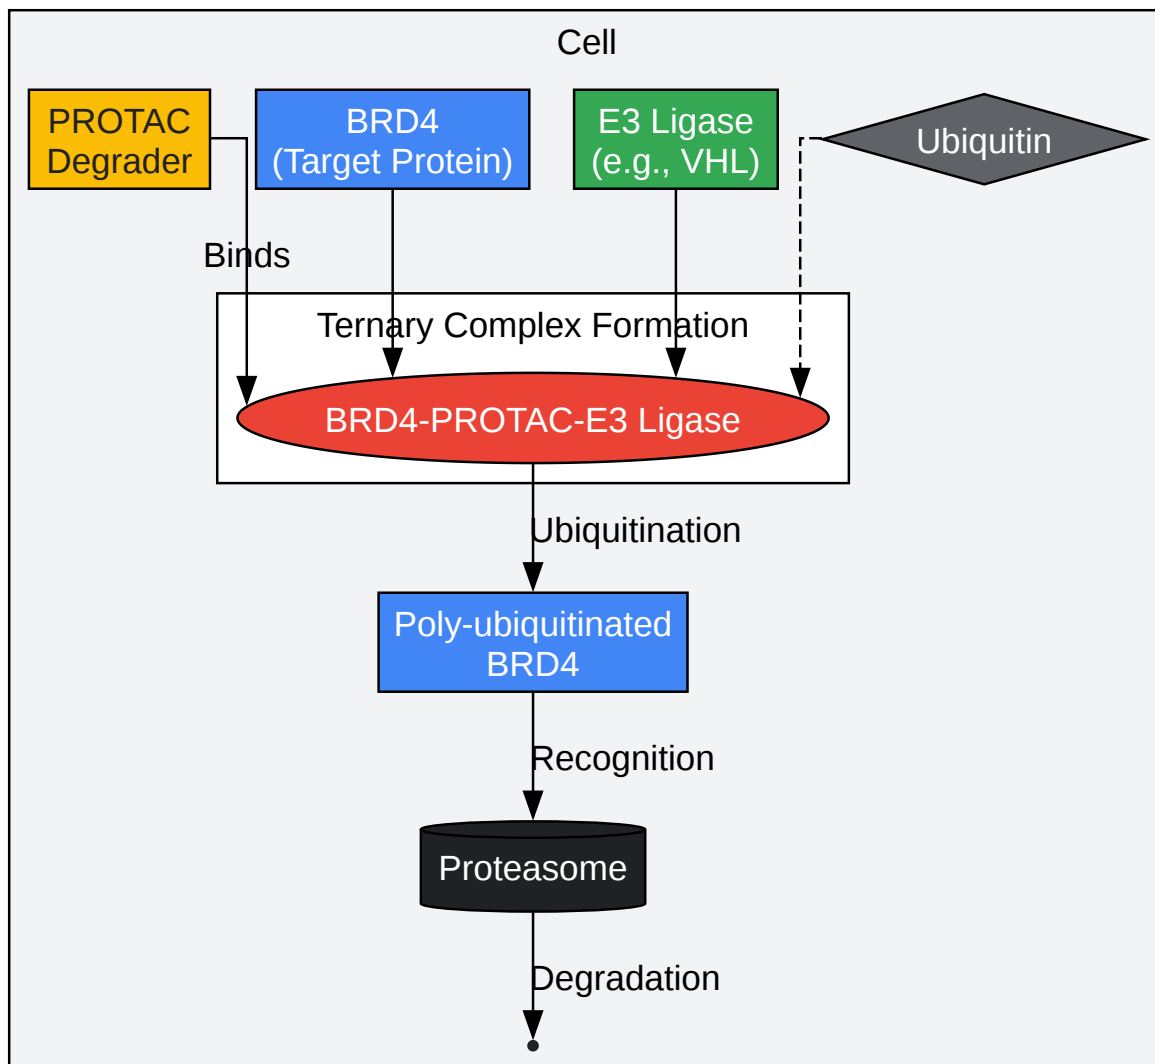 Cell
PROTAC
Degrader
BRD4
(Target Protein)
E3 Ligase
(e.g., VHL)
Ubiquitin
Binds
Ternary Complex Formation
BRD4-PROTAC-E3 Ligase
Ubiquitination
Poly-ubiquitinated
BRD4
Recognition
Proteasome
Degradation